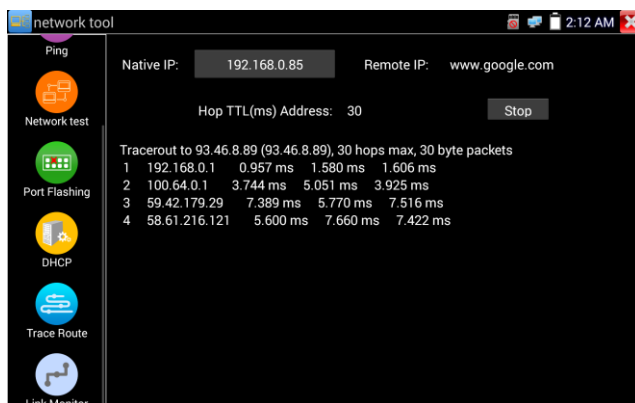 network tool
2:12 AM
Ping
Network test
Port Flashing
DHCP
Trace Route
Link Monitor
Native IP: 192.168.0.85 Remote IP: www.google.com
Hop TTL(ms) Address: 30 Stop
Tracerout to 93.46.8.89 (93.46.8.89), 30 hops max, 30 byte packets
1 192.168.0.1 0.957 ms 1.580 ms 1.606 ms
2 100.64.0.1 3.744 ms 5.051 ms 3.925 ms
3 59.42.179.29 7.389 ms 5.770 ms 7.516 ms
4 58.61.216.121 5.600 ms 7.660 ms 7.422 ms